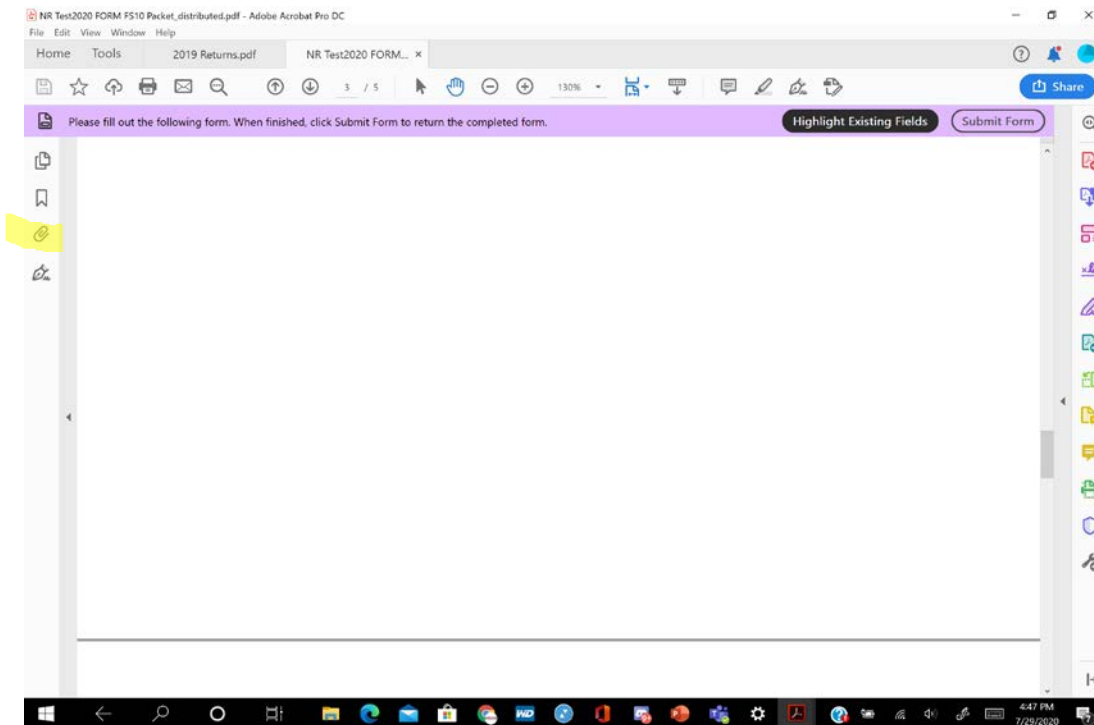 NR Test2020 FORM FS10 Packet_distributed.pdf - Adobe Acrobat Pro DC
File Edit View Window Help
Home Tools 2019 Returns.pdf NR Test2020 FORM... ×
3 / 5 130%
Share
Please fill out the following form. When finished, click Submit Form to return the completed form. Highlight Existing Fields Submit Form
4:47 PM
7/29/2020